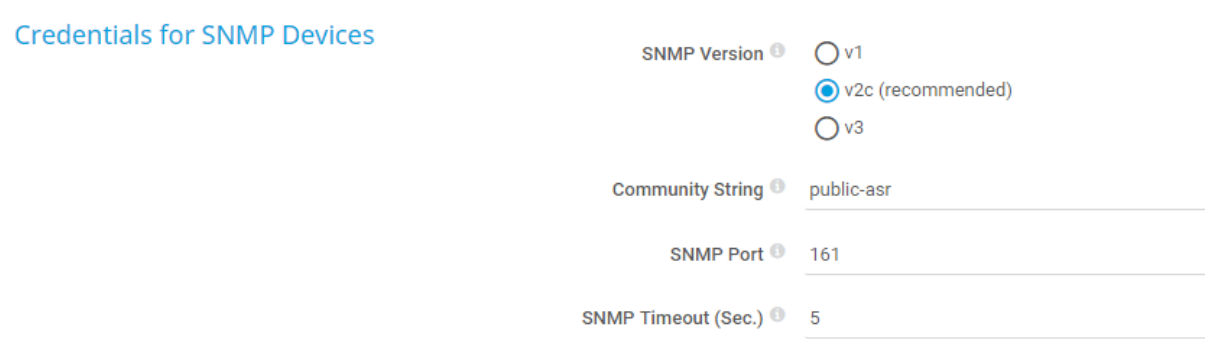 Credentials for SNMP Devices
SNMP Version v1
v2c (recommended)
v3
Community String public-asr
SNMP Port 161
SNMP Timeout (Sec.) 5